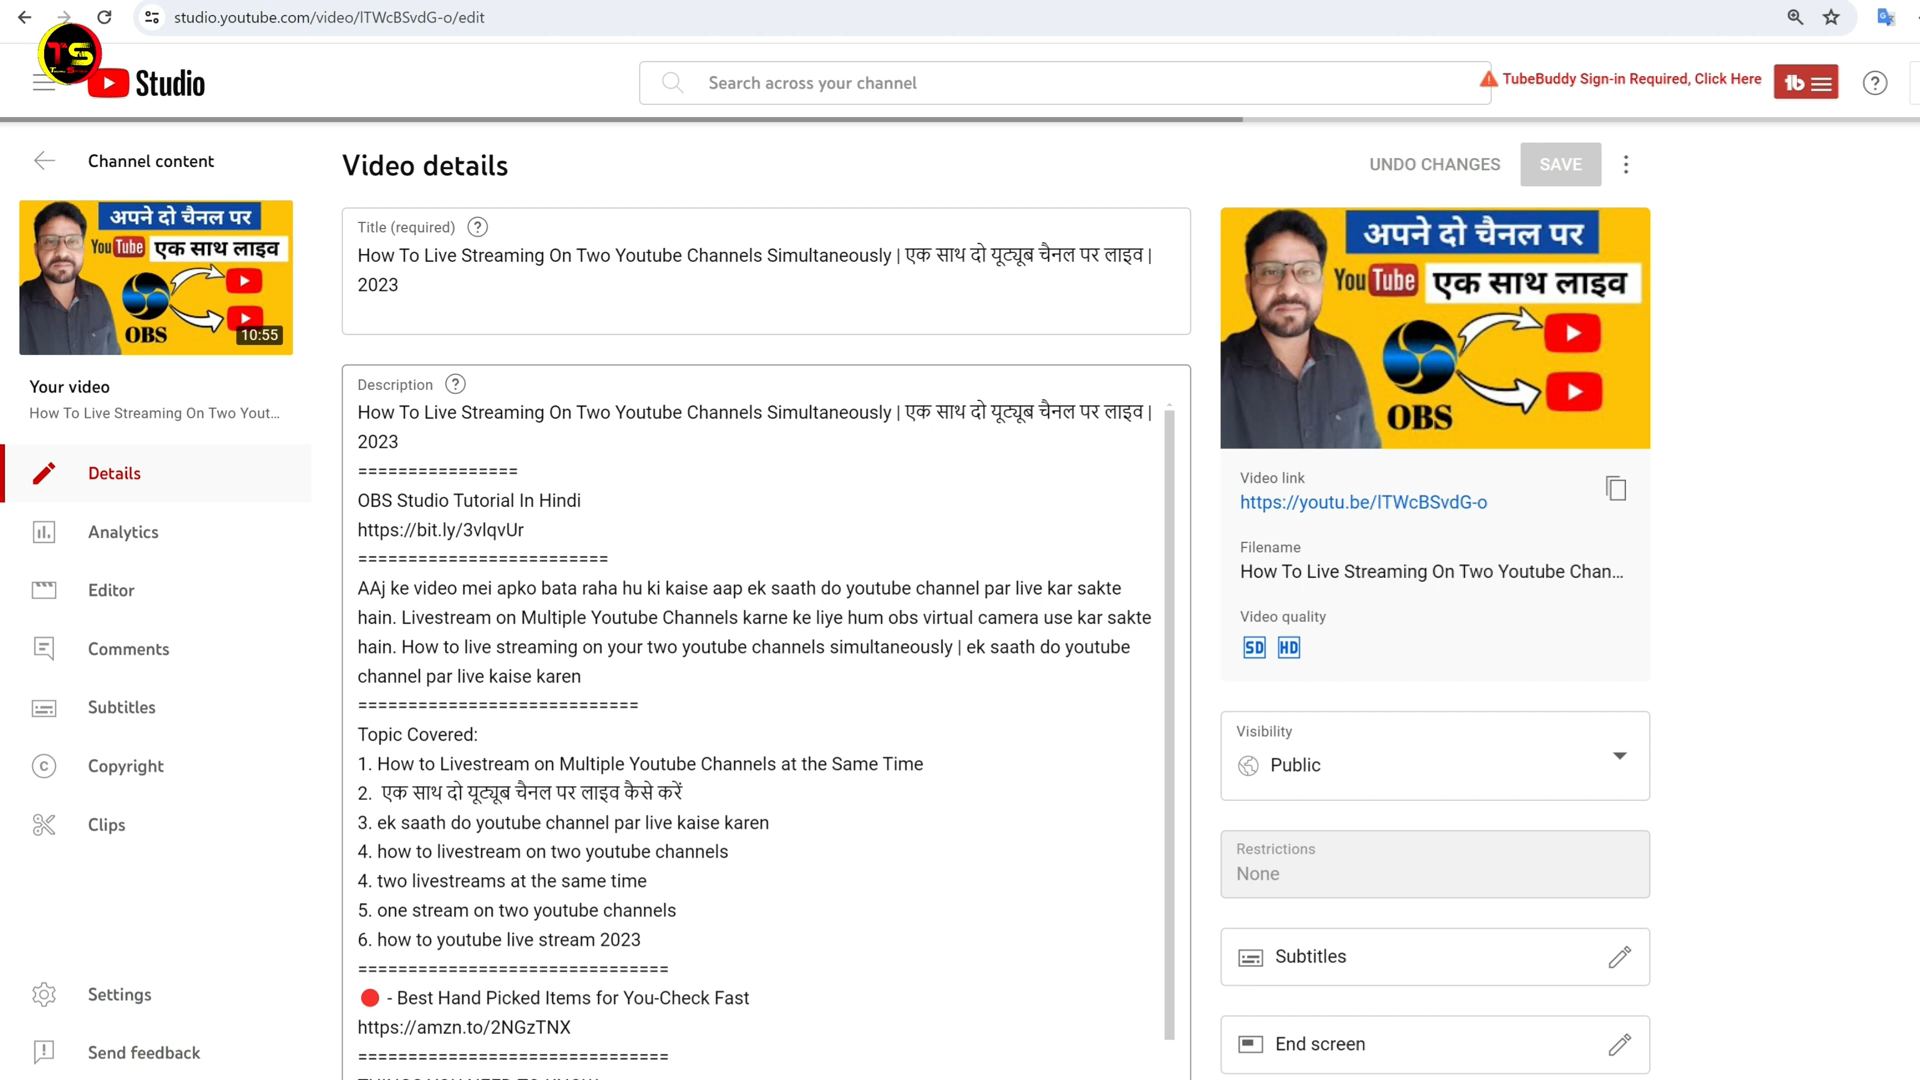 studio.youtube.com/video/lTWcBSvdG-o/edit
TS
Studio
Search across your channel
TubeBuddy Sign-in Required, Click Here
tb
Channel content
Video details
UNDO CHANGES
SAVE
अपने दो चैनल पर
YouTube एक साथ लाइव
OBS
10:55
Your video
How To Live Streaming On Two Yout...
Details
Analytics
Editor
Comments
Subtitles
Copyright
Clips
Settings
Send feedback
Title (required)
How To Live Streaming On Two Youtube Channels Simultaneously | एक साथ दो यूट्यूब चैनल पर लाइव |
2023
Description
How To Live Streaming On Two Youtube Channels Simultaneously | एक साथ दो यूट्यूब चैनल पर लाइव |
2023
================
OBS Studio Tutorial In Hindi
https://bit.ly/3vlqvUr
=========================
AAj ke video mei apko bata raha hu ki kaise aap ek saath do youtube channel par live kar sakte
hain. Livestream on Multiple Youtube Channels karne ke liye hum obs virtual camera use kar sakte
hain. How to live streaming on your two youtube channels simultaneously | ek saath do youtube
channel par live kaise karen
============================
Topic Covered:
1. How to Livestream on Multiple Youtube Channels at the Same Time
2. एक साथ दो यूट्यूब चैनल पर लाइव कैसे करें
3. ek saath do youtube channel par live kaise karen
4. how to livestream on two youtube channels
4. two livestreams at the same time
5. one stream on two youtube channels
6. how to youtube live stream 2023
===============================
- Best Hand Picked Items for You-Check Fast
https://amzn.to/2NGzTNX
===============================
अपने दो चैनल पर
YouTube एक साथ लाइव
OBS
Video link
https://youtu.be/lTWcBSvdG-o
Filename
How To Live Streaming On Two Youtube Chan...
Video quality
SD HD
Visibility
Public
Restrictions
None
Subtitles
End screen